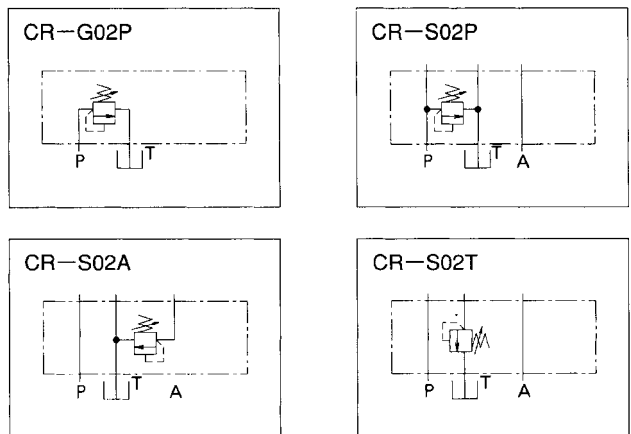 CR—G02P
P T
CR—S02P
P T A
CR—S02A
P T A
CR—S02T
P T A